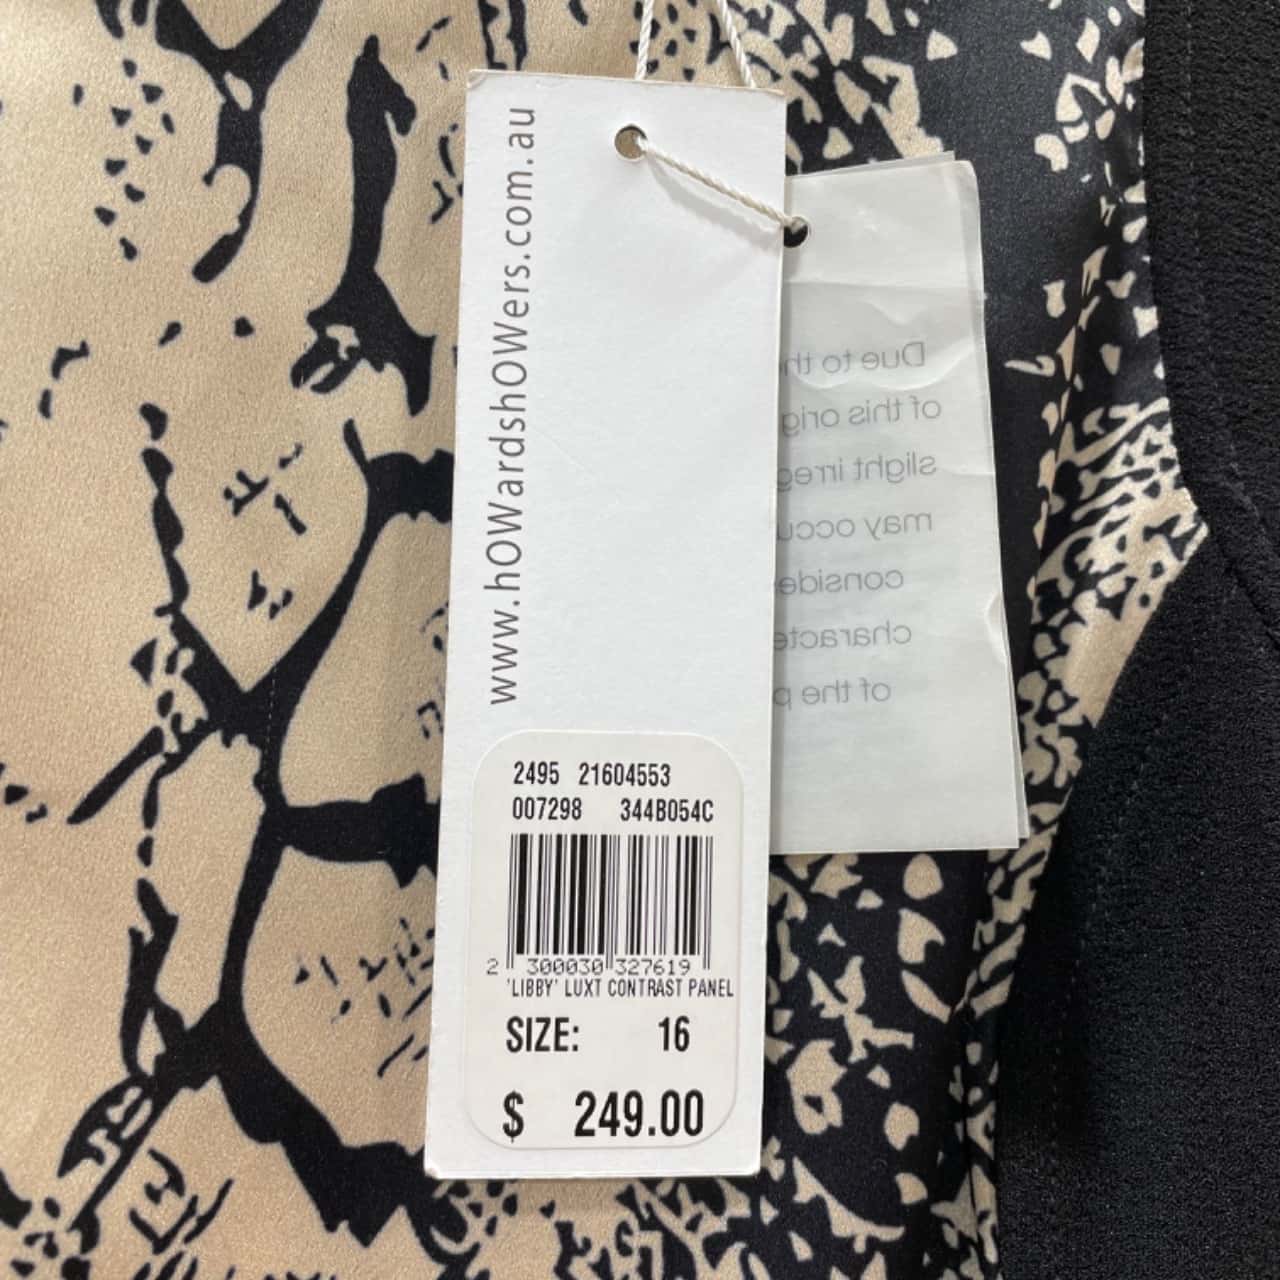 www.hOWardshOWers.com.au
Due to th
of this orig
slight irreg
may occu
conside
characte
of the p
2495 21604553
007298 344B054C
2 300030 327619
'LIBBY' LUXT CONTRAST PANEL
SIZE: 16
$ 249.00